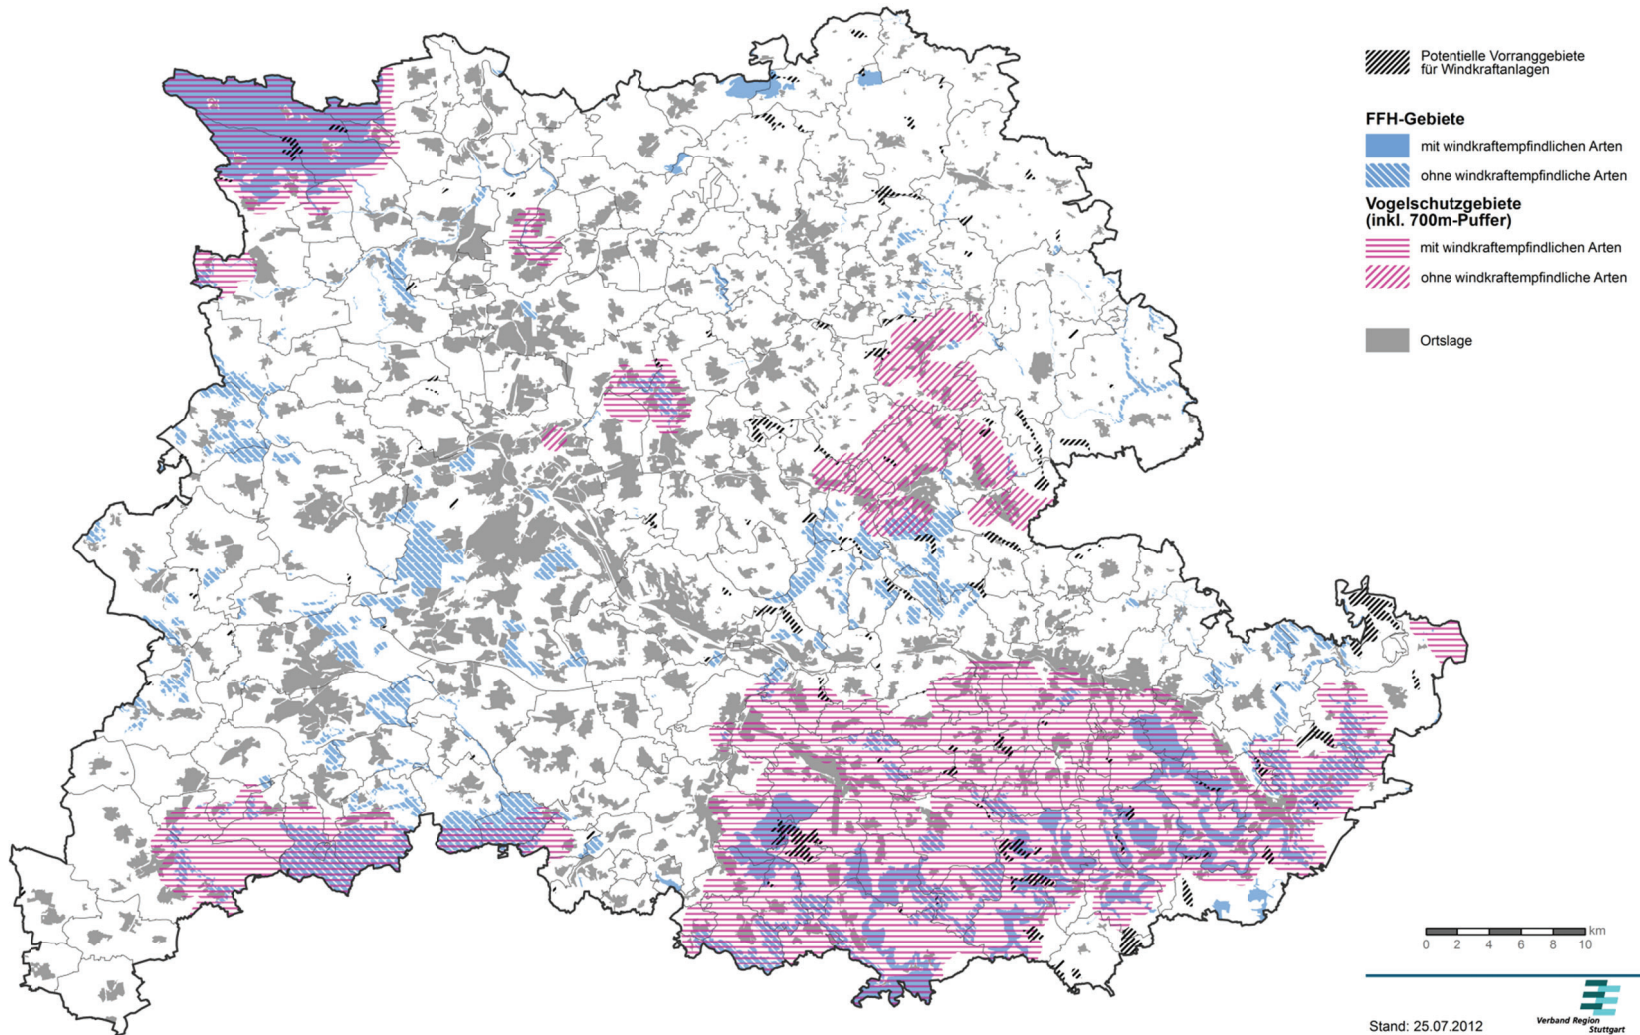 Potentielle Vorranggebiete
für Windkraftanlagen
FFH-Gebiete
mit windkraftempfindlichen Arten
ohne windkraftempfindliche Arten
Vogelschutzgebiete
(inkl. 700m-Puffer)
mit windkraftempfindlichen Arten
ohne windkraftempfindliche Arten
Ortslage
km
0 2 4 6 8 10
Stand: 25.07.2012
Verband Region
Stuttgart